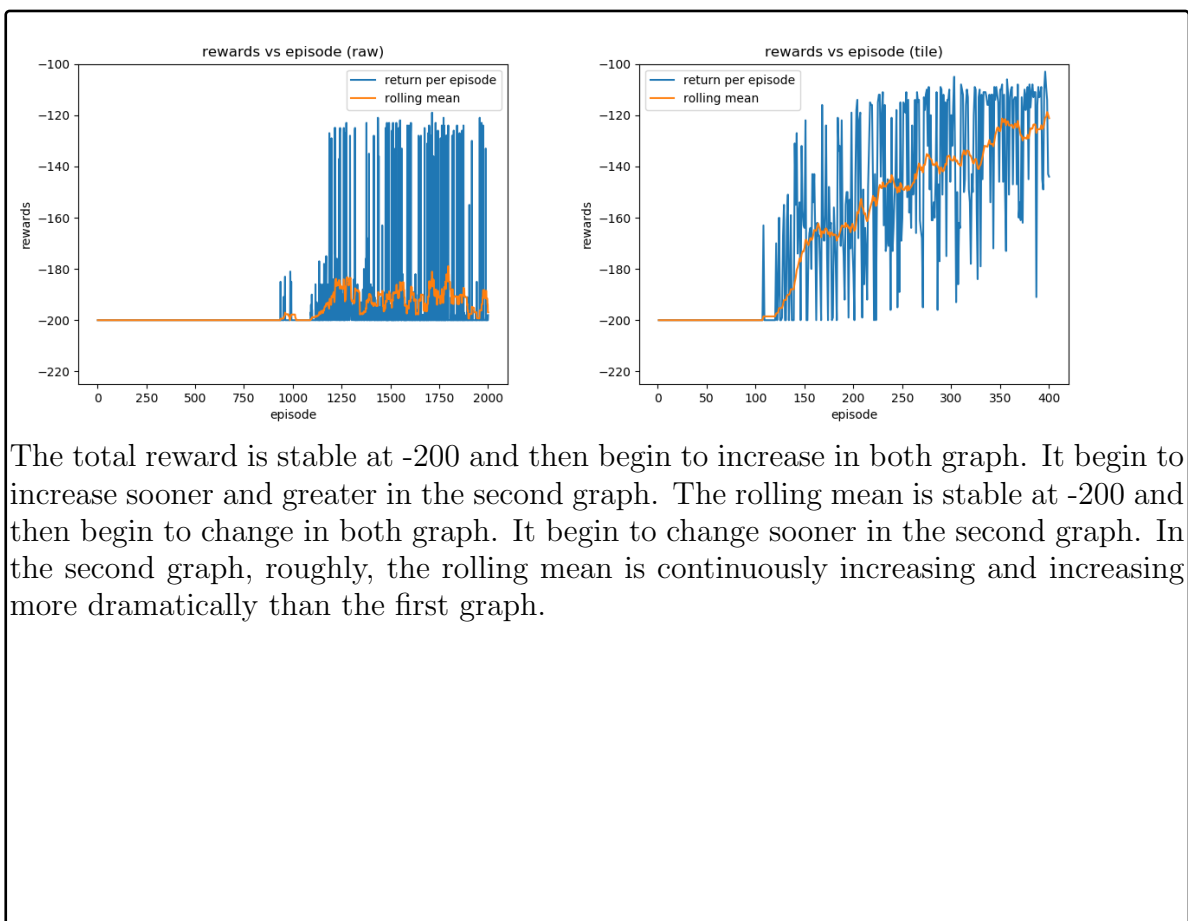 rewards vs episode (raw)
−100
−120
−140
−160
−180
−200
−220
rewards
return per episode
rolling mean
0 250 500 750 1000 1250 1500 1750 2000
episode
rewards vs episode (tile)
−100
−120
−140
−160
−180
−200
−220
rewards
return per episode
rolling mean
0 50 100 150 200 250 300 350 400
episode
The total reward is stable at -200 and then begin to increase in both graph. It begin to
increase sooner and greater in the second graph. The rolling mean is stable at -200 and
then begin to change in both graph. It begin to change sooner in the second graph. In
the second graph, roughly, the rolling mean is continuously increasing and increasing
more dramatically than the first graph.